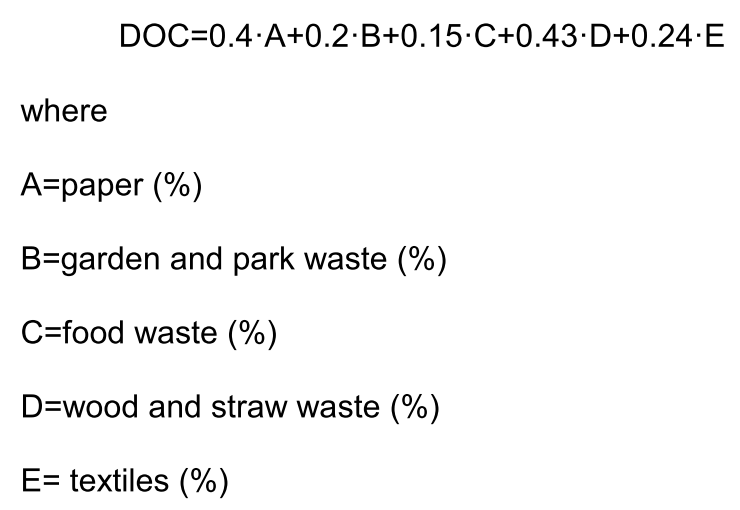 DOC=0.4·A+0.2·B+0.15·C+0.43·D+0.24·E
where
A=paper (%)
B=garden and park waste (%)
C=food waste (%)
D=wood and straw waste (%)
E= textiles (%)